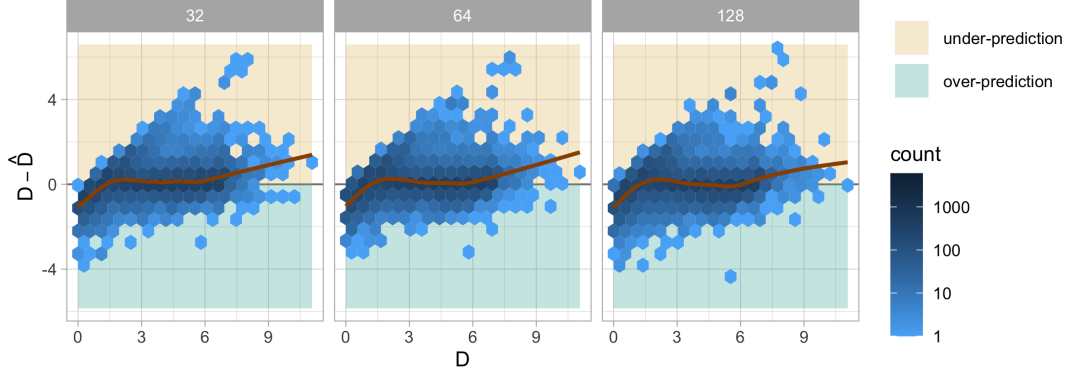 32 64 128
under-prediction
over-prediction
D − D̂
4
0
-4
count
1000
100
10
1
0 3 6 9 0 3 6 9 0 3 6 9
D